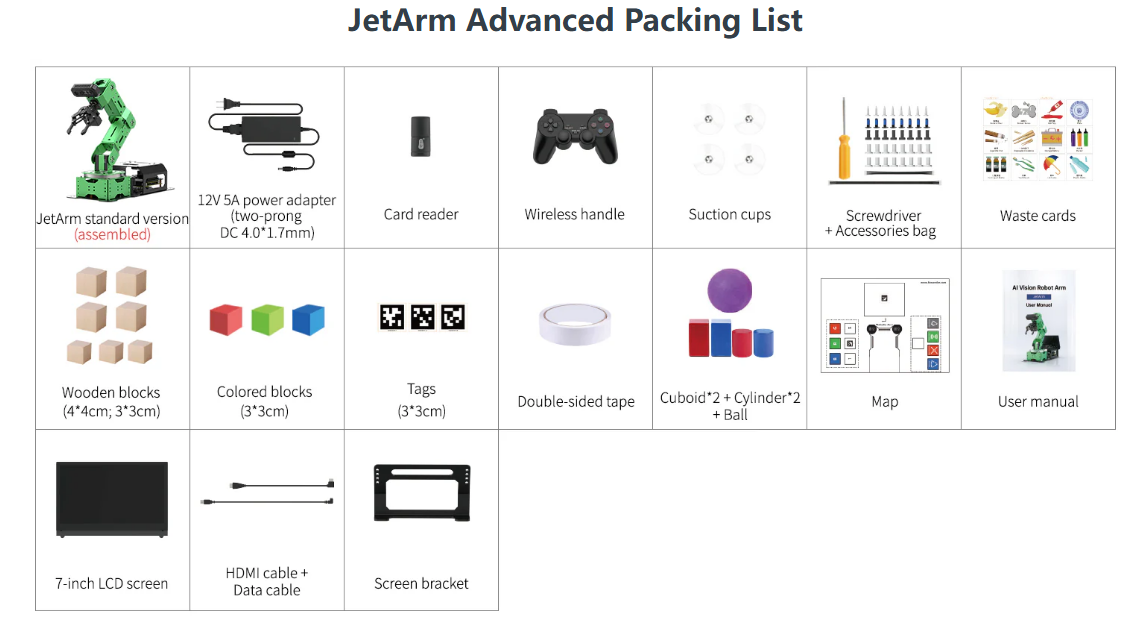 JetArm Advanced Packing List
JetArm standard version
(assembled)
12V 5A power adapter
(two-prong
DC 4.0*1.7mm)
Card reader
Wireless handle
Suction cups
Screwdriver
+ Accessories bag
Waste cards
Wooden blocks
(4*4cm; 3*3cm)
Colored blocks
(3*3cm)
Tags
(3*3cm)
Double-sided tape
Cuboid*2 + Cylinder*2
+ Ball
Map
AI Vision Robot Arm
User Manual
User manual
7-inch LCD screen
HDMI cable +
Data cable
Screen bracket